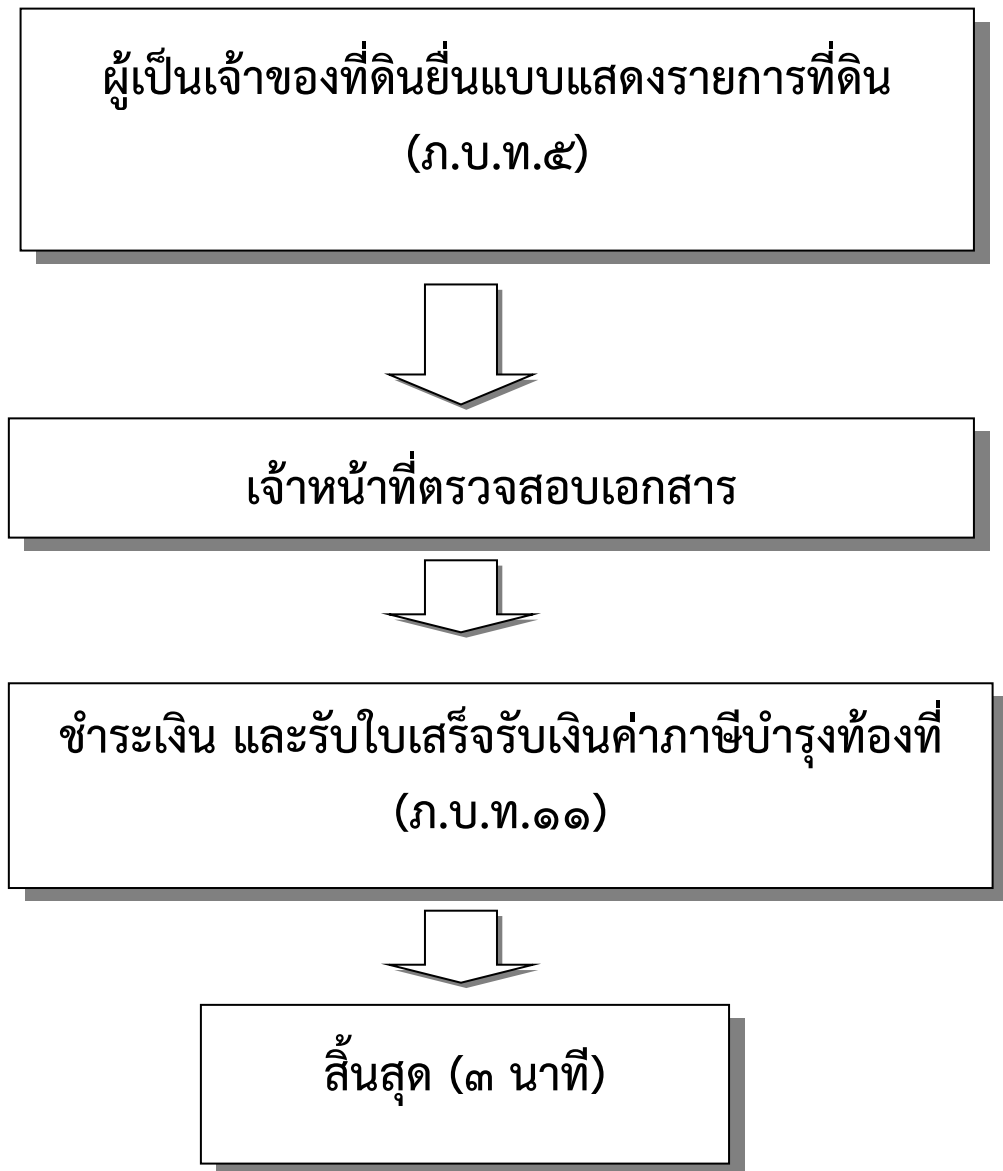 ผู้เป็นเจ้าของที่ดินยื่นแบบแสดงรายการที่ดิน
(ภ.บ.ท.๕)
เจ้าหน้าที่ตรวจสอบเอกสาร
ชำระเงิน และรับใบเสร็จรับเงินค่าภาษีบำรุงท้องที่
(ภ.บ.ท.๑๑)
สิ้นสุด (๓ นาที)